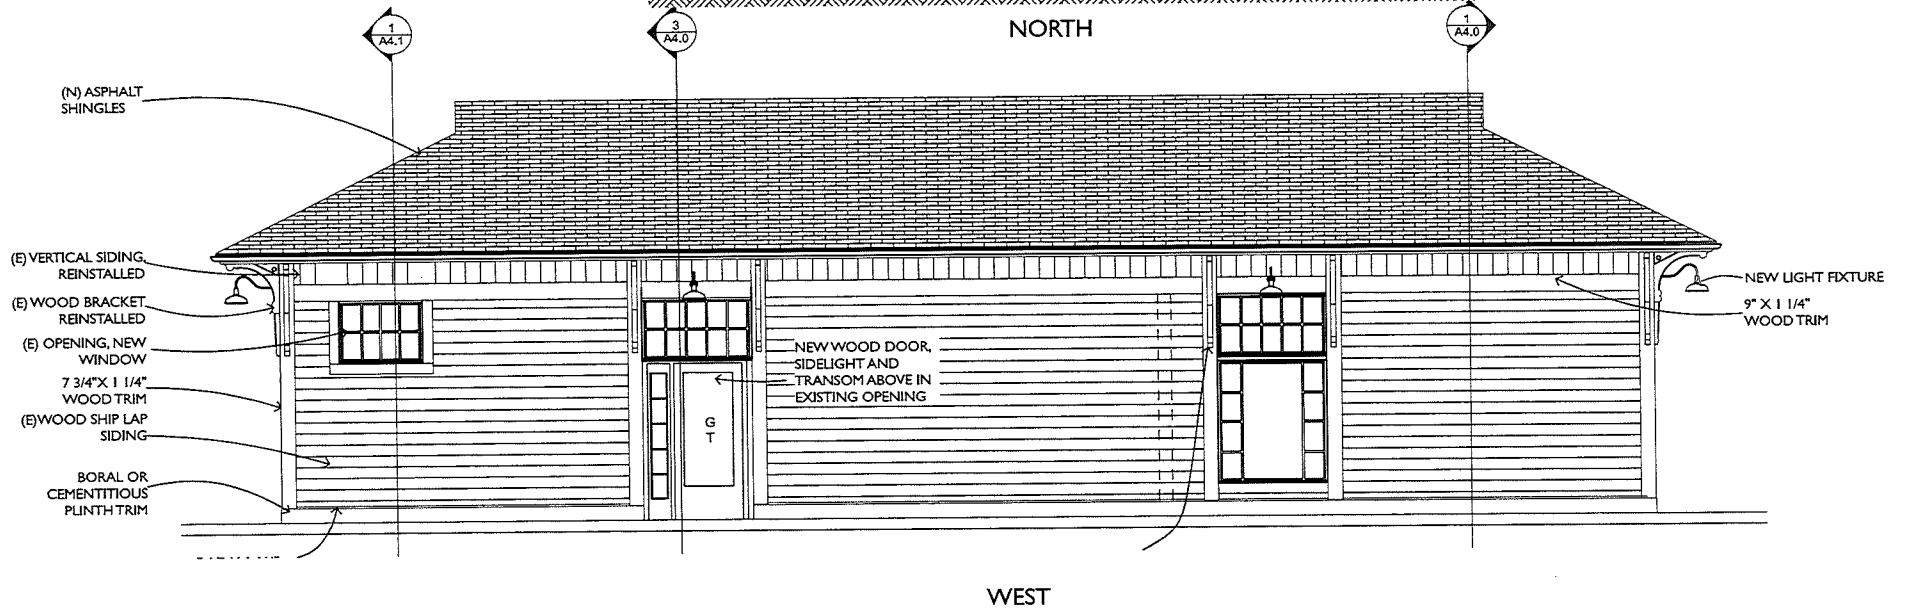 NORTH
1
A4.1
3
A4.0
1
A4.0
(N) ASPHALT
SHINGLES
(E) VERTICAL SIDING,
REINSTALLED
(E) WOOD BRACKET
REINSTALLED
(E) OPENING, NEW
WINDOW
7 3/4"X 1 1/4"
WOOD TRIM
(E)WOOD SHIP LAP
SIDING
BORAL OR
CEMENTITIOUS
PLINTH TRIM
NEW WOOD DOOR,
SIDELIGHT AND
TRANSOM ABOVE IN
EXISTING OPENING
G
T
NEW LIGHT FIXTURE
9" X 1 1/4"
WOOD TRIM
WEST